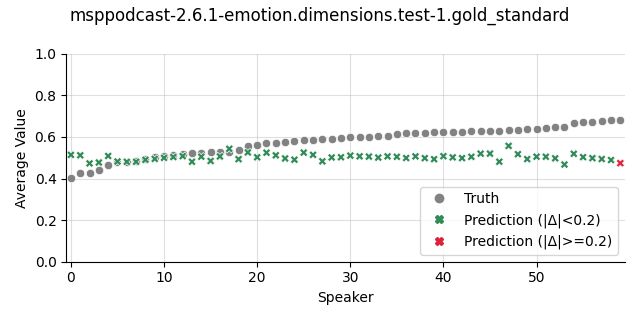 msppodcast-2.6.1-emotion.dimensions.test-1.gold_standard
1.0
0.8
0.6
0.4
0.2
0.0
Average Value
0
10
20
30
40
50
Speaker
Truth
Prediction (|Δ|<0.2)
Prediction (|Δ|>=0.2)